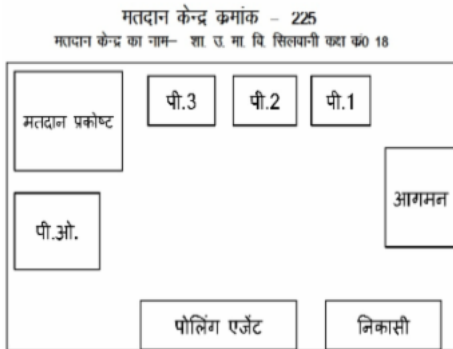 मतदान केन्द्र क्रमांक - 225
मतदान केन्द्र का नाम– शा. उ. मा. वि. सिलवानी कक्ष क्रं0 18
मतदान प्रकोष्ट
पी.3
पी.2
पी.1
आगमन
पी.ओ.
पोलिंग एजेंट
निकासी